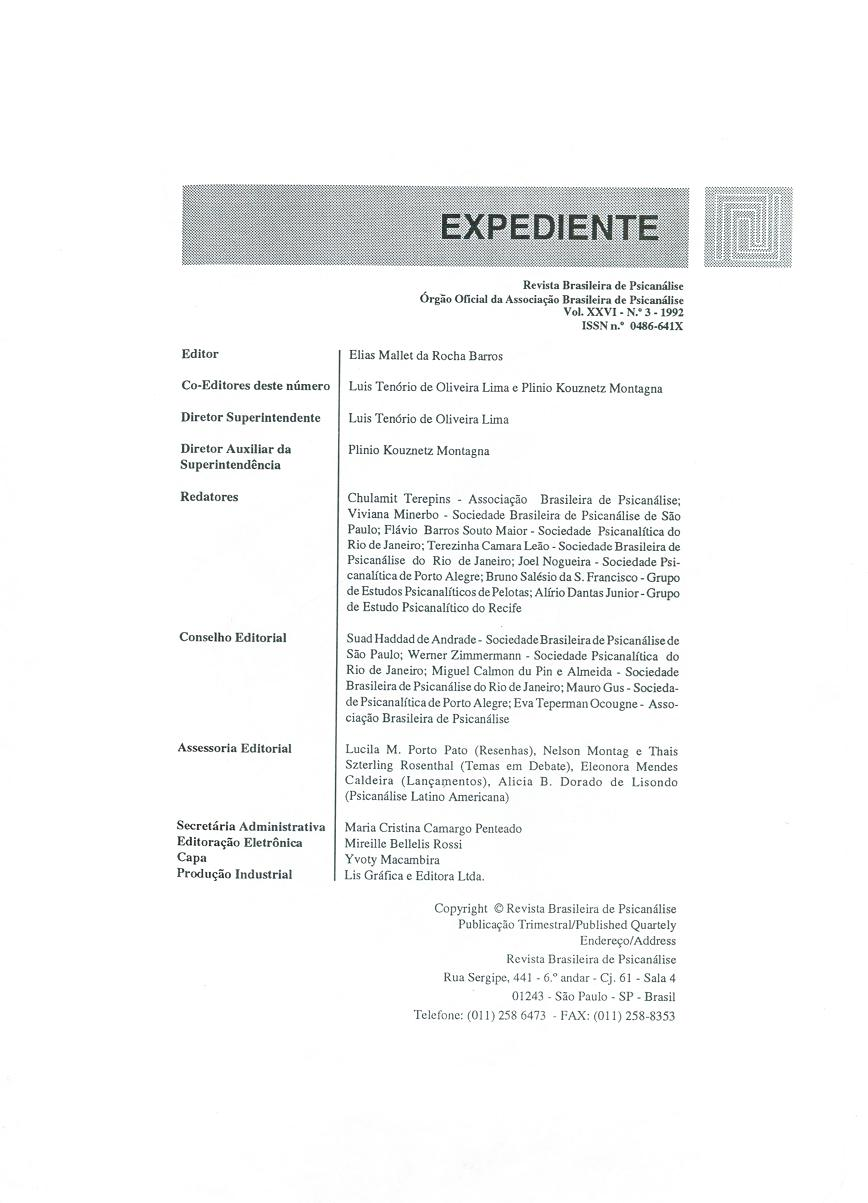 EXPEDIENTE
Revista Brasileira de Psicanálise
Órgão Oficial da Associação Brasileira de Psicanálise
Vol. XXVI - N.º 3 - 1992
ISSN n.º 0486-641X
Editor
Elias Mallet da Rocha Barros
Co-Editores deste número
Luis Tenório de Oliveira Lima e Plinio Kouznetz Montagna
Diretor Superintendente
Luis Tenório de Oliveira Lima
Diretor Auxiliar da
Superintendência
Plinio Kouznetz Montagna
Redatores
Chulamit Terepins - Associação Brasileira de Psicanálise;
Viviana Minerbo - Sociedade Brasileira de Psicanálise de São
Paulo; Flávio Barros Souto Maior - Sociedade Psicanalítica do
Rio de Janeiro; Terezinha Camara Leão - Sociedade Brasileira de
Psicanálise do Rio de Janeiro; Joel Nogueira - Sociedade Psi-
canalítica de Porto Alegre; Bruno Salésio da S. Francisco - Grupo
de Estudos Psicanalíticos de Pelotas; Alírio Dantas Junior - Grupo
de Estudo Psicanalítico do Recife
Conselho Editorial
Suad Haddad de Andrade - Sociedade Brasileira de Psicanálise de
São Paulo; Werner Zimmermann - Sociedade Psicanalítica do
Rio de Janeiro; Miguel Calmon du Pin e Almeida - Sociedade
Brasileira de Psicanálise do Rio de Janeiro; Mauro Gus - Socieda-
de Psicanalítica de Porto Alegre; Eva Teperman Ocougne - Asso-
ciação Brasileira de Psicanálise
Assessoria Editorial
Lucila M. Porto Pato (Resenhas), Nelson Montag e Thais
Szterling Rosenthal (Temas em Debate), Eleonora Mendes
Caldeira (Lançamentos), Alicia B. Dorado de Lisondo
(Psicanálise Latino Americana)
Secretária Administrativa
Maria Cristina Camargo Penteado
Editoração Eletrônica
Mireille Bellelis Rossi
Capa
Yvoty Macambira
Produção Industrial
Lis Gráfica e Editora Ltda.
Copyright © Revista Brasileira de Psicanálise
Publicação Trimestral/Published Quartely
Endereço/Address
Revista Brasileira de Psicanálise
Rua Sergipe, 441 - 6.º andar - Cj. 61 - Sala 4
01243 - São Paulo - SP - Brasil
Telefone: (011) 258 6473 - FAX: (011) 258-8353